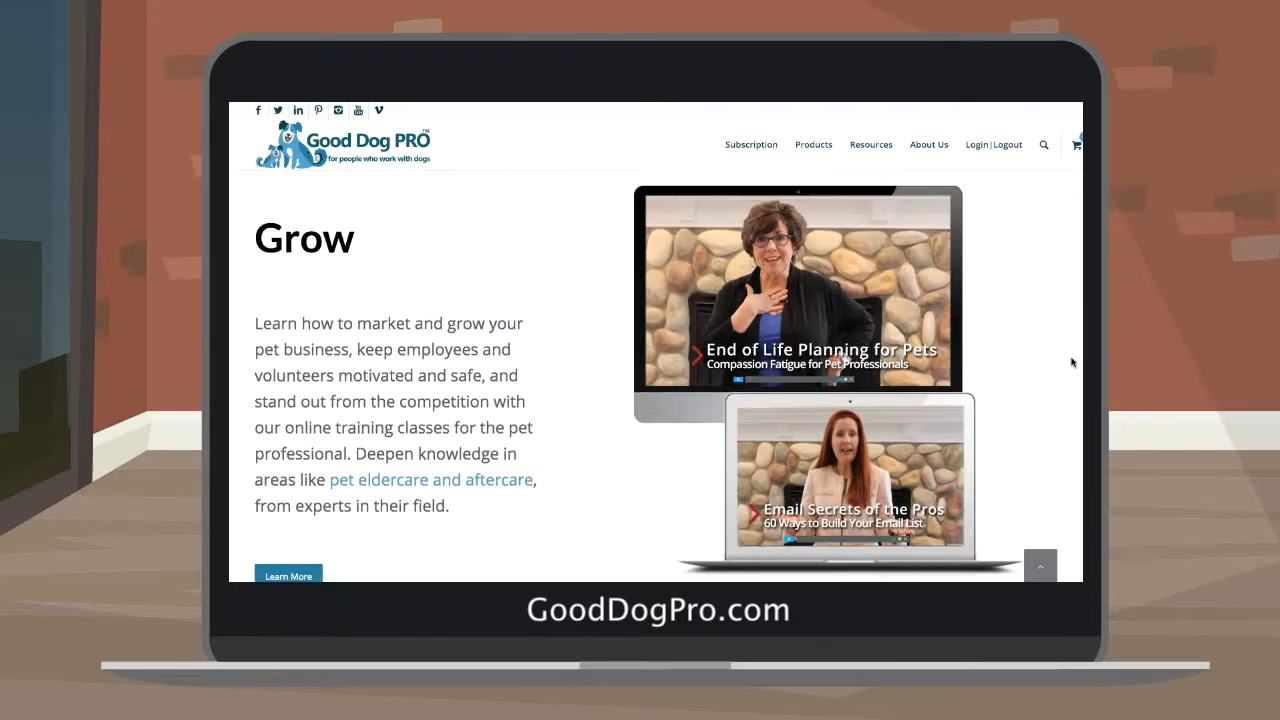 Good Dog PRO™
for people who work with dogs
Subscription Products Resources About Us Login|Logout
Grow
Learn how to market and grow your
pet business, keep employees and
volunteers motivated and safe, and
stand out from the competition with
our online training classes for the pet
professional. Deepen knowledge in
areas like pet eldercare and aftercare,
from experts in their field.
Learn More
End of Life Planning for Pets
Compassion Fatigue for Pet Professionals
Email Secrets of the Pros
60 Ways to Build Your Email List
GoodDogPro.com